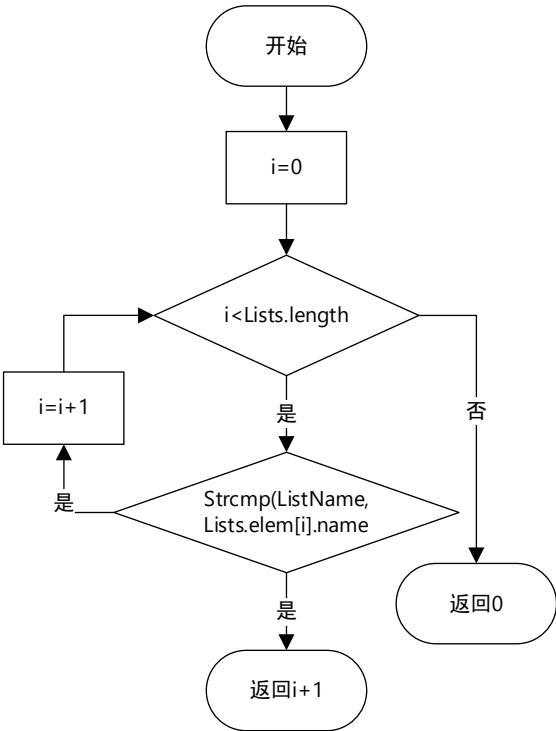 开始
i=0
i<Lists.length
i=i+1
是
否
Strcmp(ListName,
Lists.elem[i].name
是
返回0
是
返回i+1